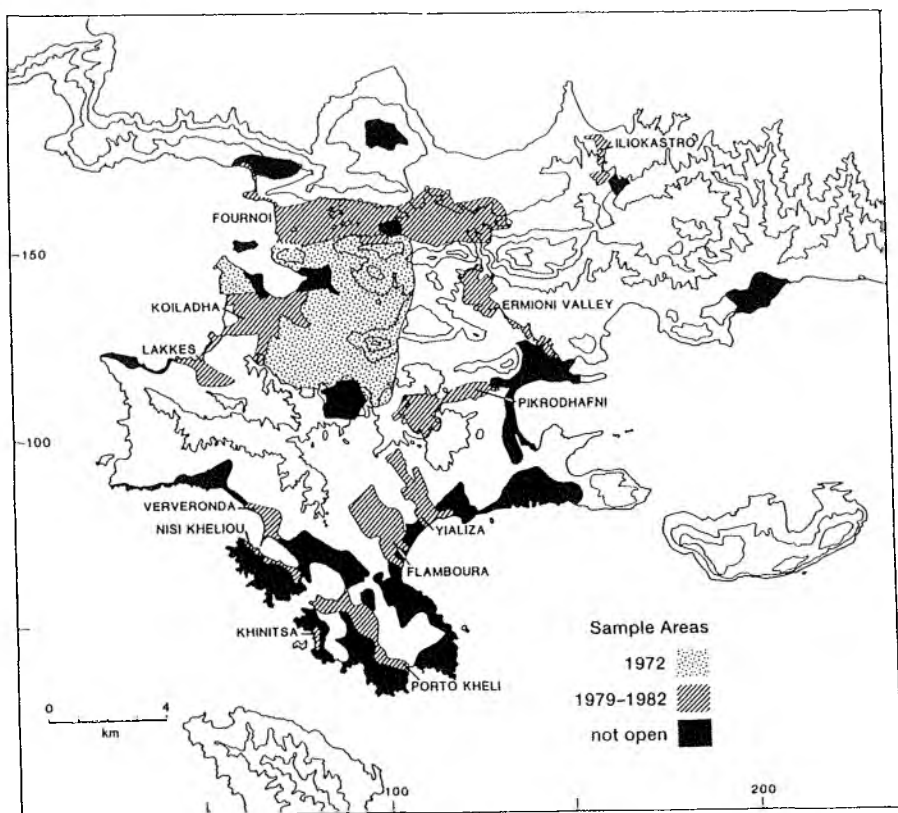 ILIOKASTRO
FOURNOI
150
ERMIONI VALLEY
KOILADHA
LAKKES
PIKRODHAFNI
100
VERVERONDA
NISI KHELIOU
YIALIZA
FLAMBOURA
KHINITSA
PORTO KHELI
Sample Areas
1972
1979–1982
not open
0 4
km
100
200